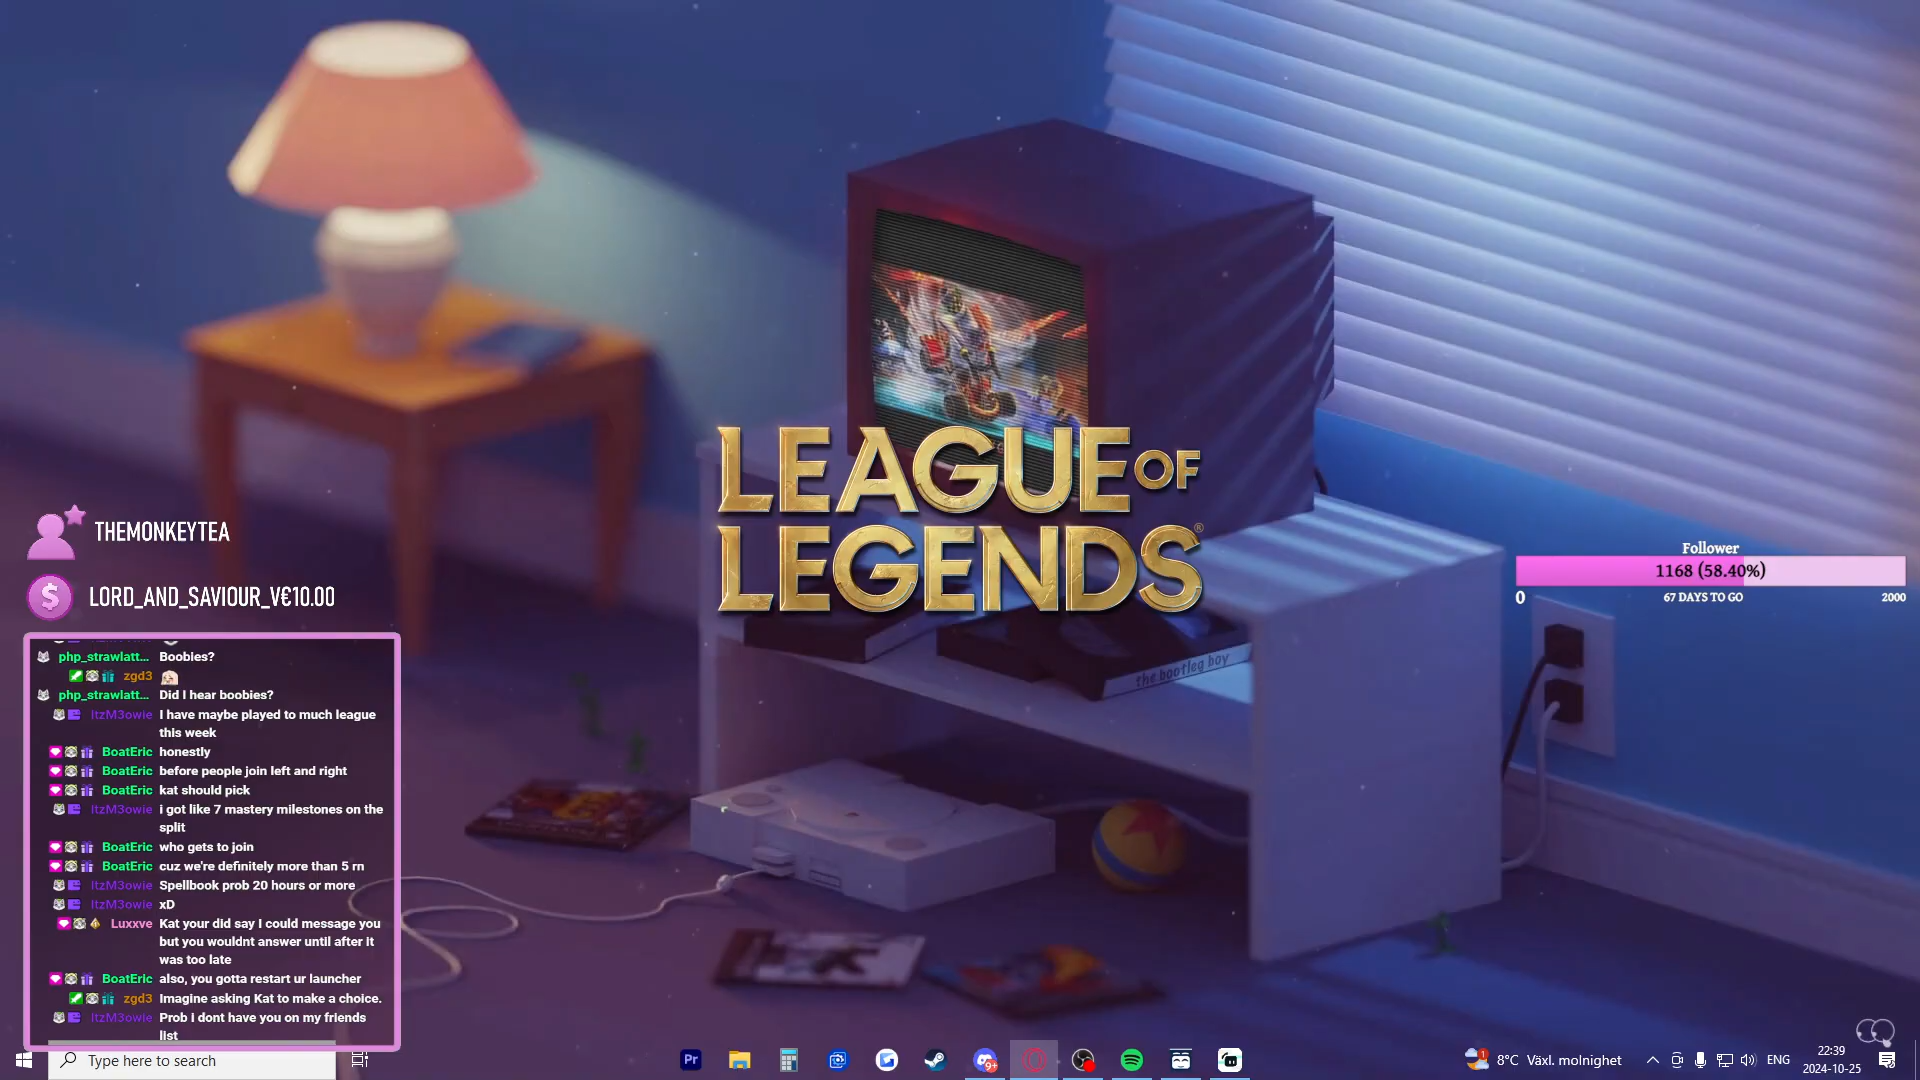 LEAGUE OF
LEGENDS®
the bootleg boy
THEMONKEYTEA
LORD_AND_SAVIOUR_V€10.00
Follower
1168 (58.40%)
0
67 DAYS TO GO
2000
php_strawlatt... Boobies?
zgd3
php_strawlatt... Did I hear boobies?
ItzM3owie I have maybe played to much league
this week
BoatEric honestly
BoatEric before people join left and right
BoatEric kat should pick
ItzM3owie i got like 7 mastery milestones on the
split
BoatEric who gets to join
BoatEric cuz we're definitely more than 5 rn
ItzM3owie Spellbook prob 20 hours or more
ItzM3owie xD
Luxxve Kat your did say I could message you
but you wouldnt answer until after it
was too late
BoatEric also, you gotta restart ur launcher
zgd3 Imagine asking Kat to make a choice.
ItzM3owie Prob i dont have you on my friends
list
Type here to search
Pr
9+
1
8°C Växl. molnighet
ENG
22:39
2024-10-25